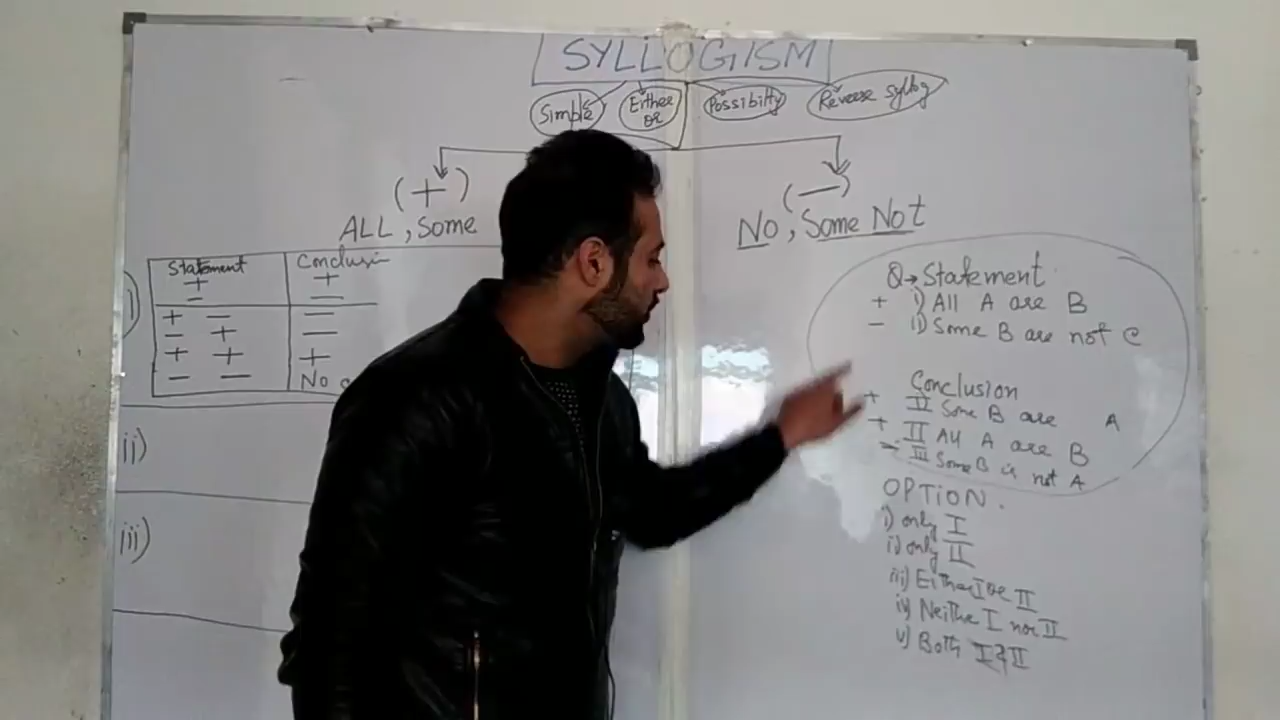 SYLLOGISM
Simple Either or Possibilty Reverse syllog
(+) (—)
ALL, Some
No, Some Not
i)
Statement Conclusi
+ +
— —
+ — —
— + —
+ + +
— — No
ii)
iii)
Q→ Statement
+ i) All A are B
— ii) Some B are not C
Conclusion
+ I Some B are A
+ II All A are B
— III Some B is not A
OPTION.
i) only I
ii) only II
iii) Either I or II
iv) Neithe I nor II
v) Both I & II